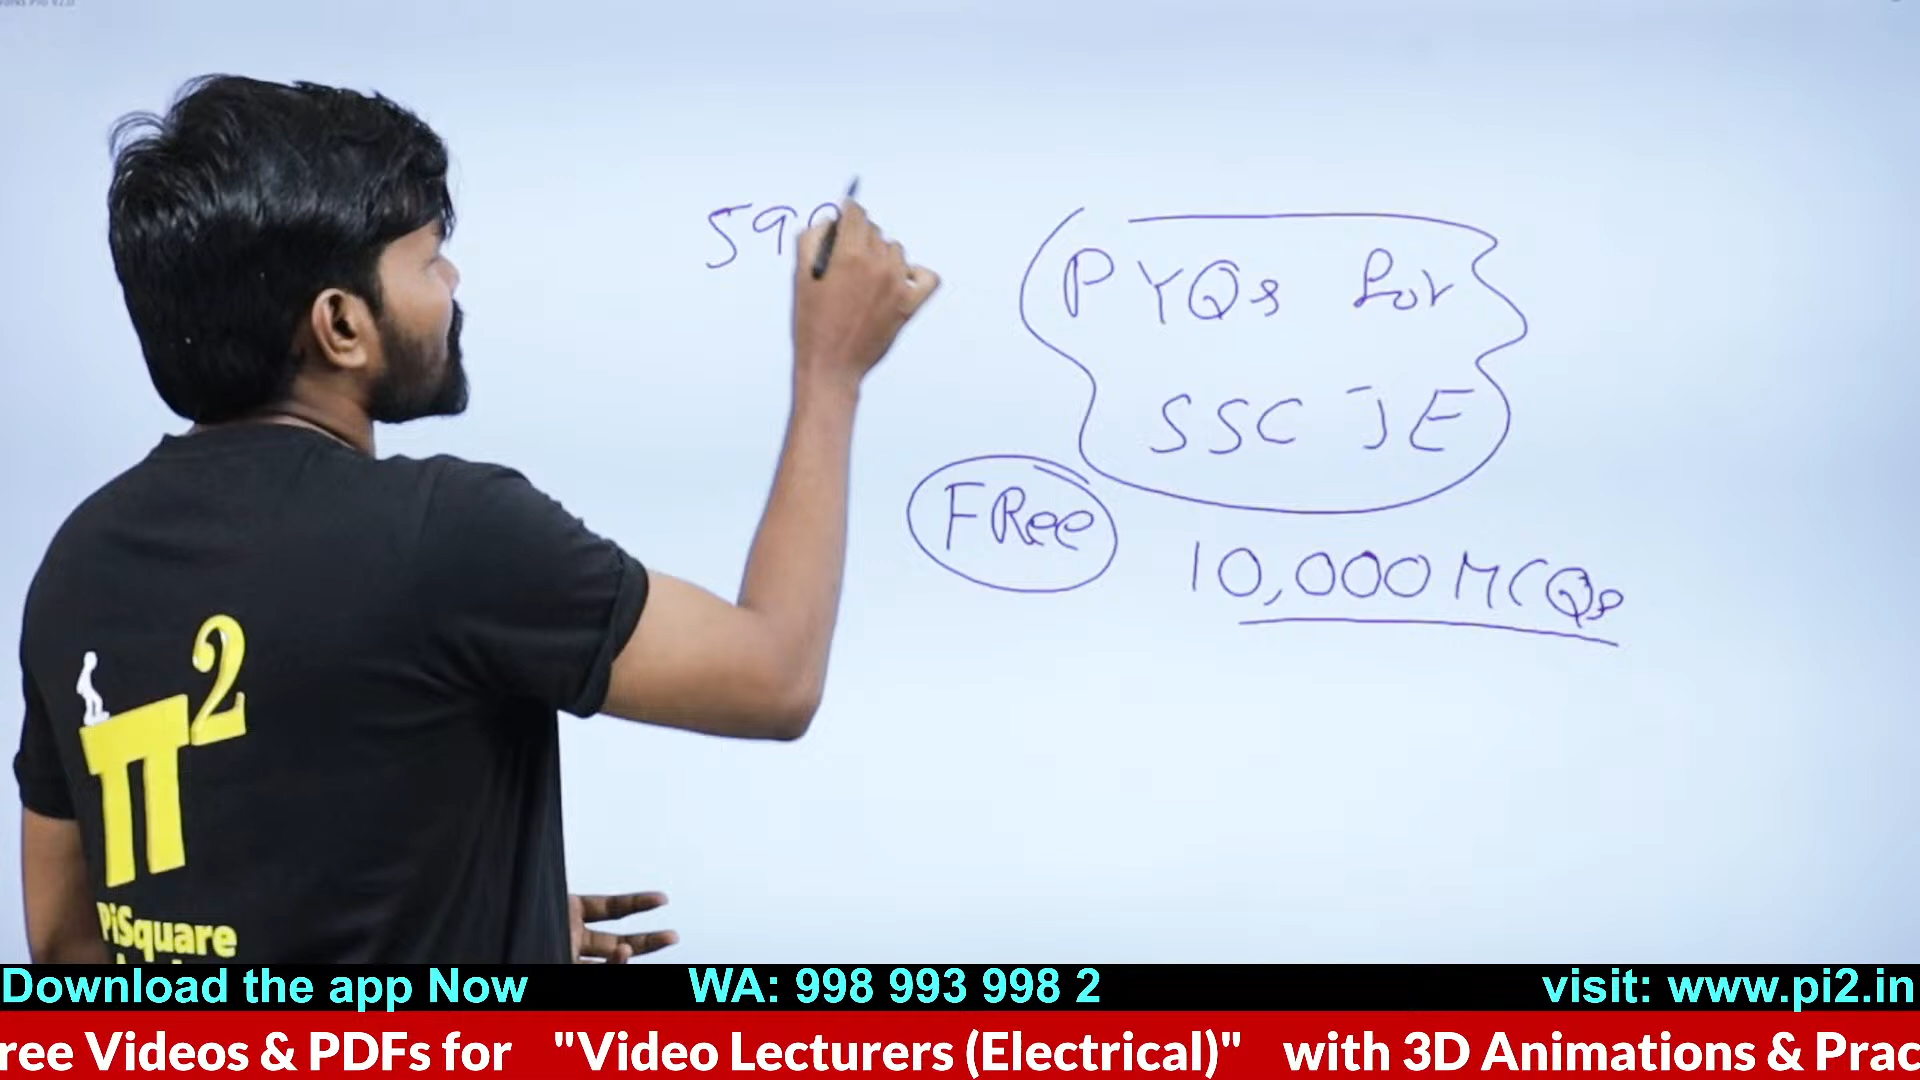 59
PYQs for
SSC JE
FRee
10,000 MCQs
π2
PiSquare
Download the app Now WA: 998 993 998 2 visit: www.pi2.in
ree Videos & PDFs for "Video Lecturers (Electrical)" with 3D Animations & Prac